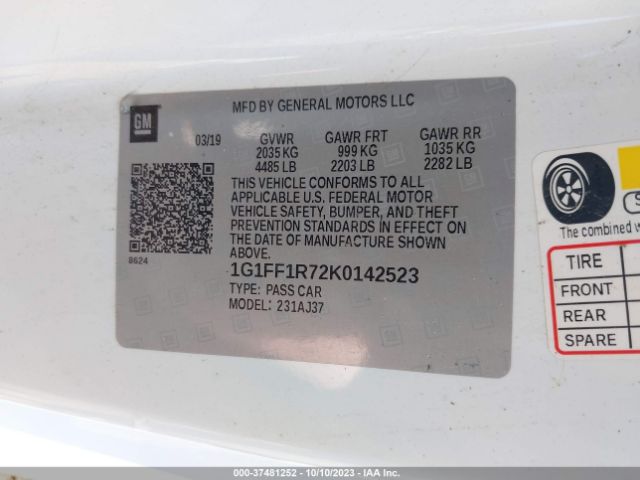 MFD BY GENERAL MOTORS LLC
GM
03/19 GVWR GAWR FRT GAWR RR
2035 KG 999 KG 1035 KG
4485 LB 2203 LB 2282 LB
THIS VEHICLE CONFORMS TO ALL
APPLICABLE U.S. FEDERAL MOTOR
VEHICLE SAFETY, BUMPER, AND THEFT
PREVENTION STANDARDS IN EFFECT ON
THE DATE OF MANUFACTURE SHOWN
ABOVE.
8624
1G1FF1R72K0142523
TYPE: PASS CAR
MODEL: 231AJ37
The combined w
TIRE
FRONT
REAR
SPARE
000-37481252 - 10/10/2023 - IAA Inc.